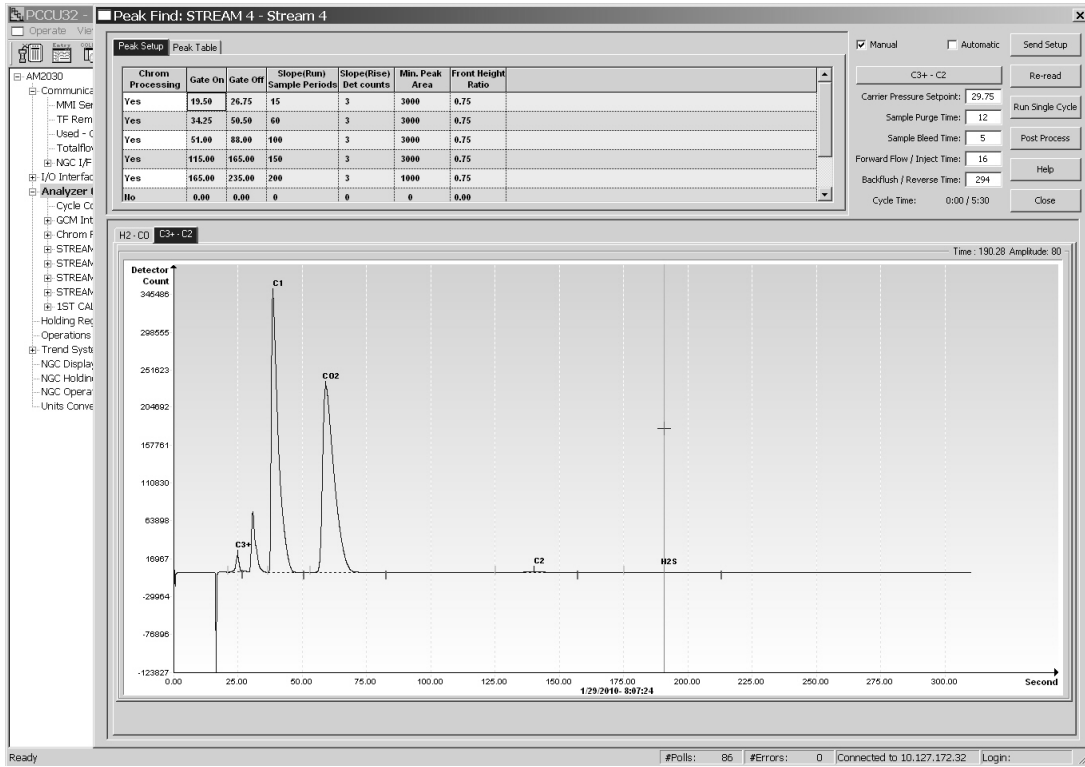 PCCU32 -
Peak Find: STREAM 4 - Stream 4
Operate Vie
Entry
AM2030
Communica
MMI Ser
TF Rem
Used - C
Totalflo
NGC I/F
I/O Interfac
Analyzer
Cycle Co
GCM Int
Chrom F
STREAM
STREAM
STREAM
STREAM
1ST CAL
Holding Reg
Operations
Trend Syste
NGC Display
NGC Holdin
NGC Opera
Units Conve
Peak Setup Peak Table
Chrom Processing Gate On Gate Off Slope(Run) Sample Periods Slope(Rise) Det counts Min. Peak Area Front Height Ratio
Yes 19.50 26.75 15 3 3000 0.75
Yes 34.25 50.50 60 3 3000 0.75
Yes 51.00 88.00 100 3 3000 0.75
Yes 115.00 165.00 150 3 3000 0.75
Yes 165.00 235.00 200 3 1000 0.75
No 0.00 0.00 0 0 0 0.00
Manual Automatic
C3+ - C2
Carrier Pressure Setpoint: 29.75
Sample Purge Time: 12
Sample Bleed Time: 5
Forward Flow / Inject Time: 16
Backflush / Reverse Time: 294
Cycle Time: 0:00 / 5:30
Send Setup
Re-read
Run Single Cycle
Post Process
Help
Close
H2 - CO C3+ - C2
Time : 190.28 Amplitude: 80
Detector
Count
345486
298555
251623
204692
157761
110830
63898
16967
-29964
-76896
-123827
C1
CO2
C3+
C2
H2S
0.00 25.00 50.00 75.00 100.00 125.00 150.00 175.00 200.00 225.00 250.00 275.00 300.00 Second
1/29/2010- 8:07:24
Ready #Polls: 86 #Errors: 0 Connected to 10.127.172.32 Login: